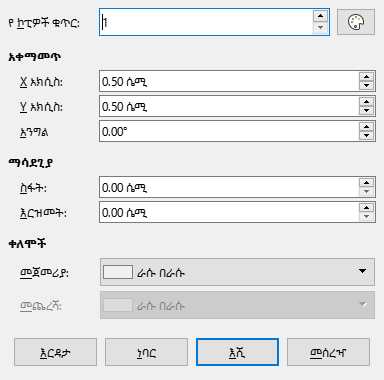 የ ኮፒዎች ቁጥር: 1
አቀማመጥ
X አክሲስ: 0.50 ሴሚ
Y አክሲስ: 0.50 ሴሚ
አንግል 0.00°
ማሳደጊያ
ስፋት: 0.00 ሴሚ
እርዝመት: 0.00 ሴሚ
ቀለሞች
መጀመሪያ: ራሱ በራሱ
መጨረሻ: ራሱ በራሱ
እርዳታ ነባር እሺ መሰረዣ